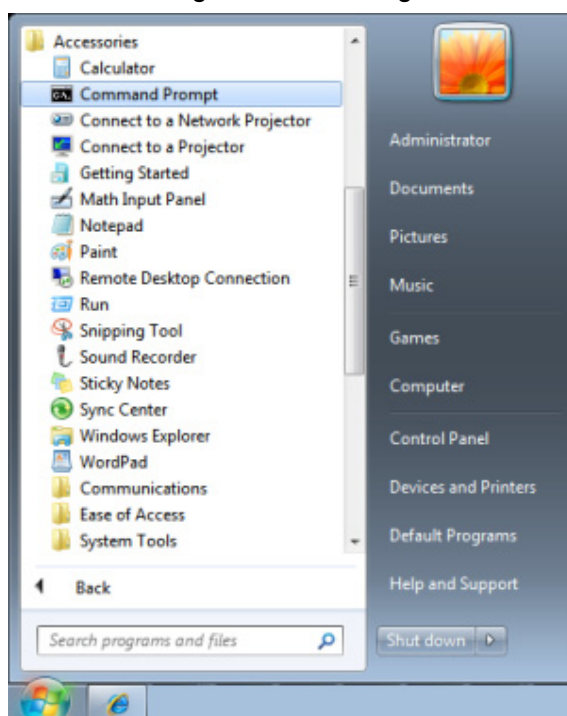 Accessories
Calculator
Command Prompt
Connect to a Network Projector
Connect to a Projector
Getting Started
Math Input Panel
Notepad
Paint
Remote Desktop Connection
Run
Snipping Tool
Sound Recorder
Sticky Notes
Sync Center
Windows Explorer
WordPad
Communications
Ease of Access
System Tools
Back
Search programs and files
Administrator
Documents
Pictures
Music
Games
Computer
Control Panel
Devices and Printers
Default Programs
Help and Support
Shut down